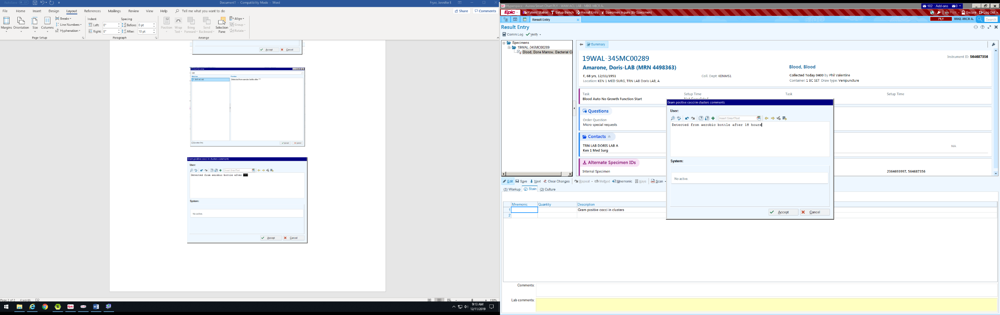 AutoSave Off Document1 - Compatibility Mode - Word Fryer, Jennifer E
File Home Insert Design Layout References Mailings Review View Help Tell me what you want to do Share Comments
Margins Orientation Size Columns Breaks Line Numbers Hyphenation
Indent Spacing
Left: 0" Before: 0 pt
Right: 0" After: 10 pt
Position Wrap Text Bring Forward Send Backward Selection Pane Align Group Rotate
Page Setup Paragraph Arrange
Accept Cancel
Preview
Detected from aerobic bottle after ***
Accept Cancel
Gram positive cocci in clusters comments
User:
Insert SmartText
Detected from aerobic bottle after ***
System:
No active.
Accept Cancel
Page 2 of 2 4 words 130%
9:13 AM
12/11/2019
Hyperspace - Aurora Smart Chart PLY - WAM ACL LAB - MIKE-MICR A. 102 : Add-ons 0
Epic Patient Station Setup Bench Result Entry Specimen Inquiry (By Specimen) Print Secure Log Out
Result Entry PLY MIKE-MICR A. Search
Result Entry
Comm Log Verify
Specimens
19WAL-345MC00289
Blood, Bone Marrow, Bacterial C
Summary
19WAL-345MC00289 Instrument ID: 564687356
Amarone, Doris-LAB (MRN 4498363) Blood, Blood
F, 68 yrs, 12/11/1951 Coll. Dept: KENMS1 Collected Today 0400 by Phil Valentine
Location: KEN 1 MED SURG, TRN LAB Doris LAB, A Container: 1 BC SET Draw type: Venipuncture
Task Setup Time Task Setup Time
Blood Auto No Growth Function Start Not Completed
Questions
Order Question
Micro special requests
Contacts
TRN LAB DORIS LAB A
Ken 1 Med Surg
N/A
Alternate Specimen IDs
Internal Specimen 2364693997, 564687356
Gram positive cocci in clusters comments
User:
Insert SmartText
Detected from aerobic bottle after 18 hours
System:
No active.
Accept Cancel
Edit Save Next Clear Changes Repeat Method Mnemonic Keys Scan
(1) Workup (2) Stain (3) Culture
Mnemonic Quantity Description
1 Gram positive cocci in clusters
2
Comments:
Lab comments: